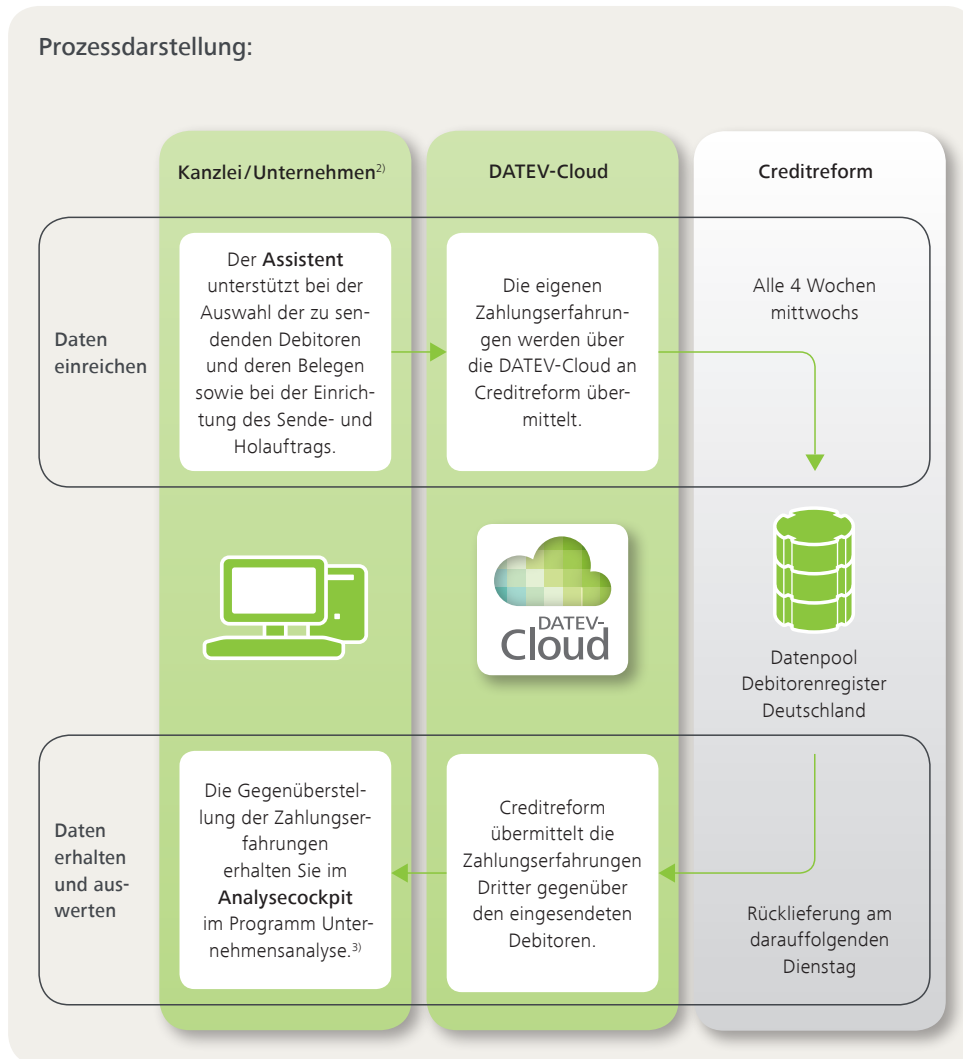 Prozessdarstellung:
Kanzlei/Unternehmen2)
DATEV-Cloud
Creditreform
Daten
einreichen
Der Assistent
unterstützt bei der
Auswahl der zu sen-
denden Debitoren
und deren Belegen
sowie bei der Einrich-
tung des Sende- und
Holauftrags.
Die eigenen
Zahlungserfahrun-
gen werden über
die DATEV-Cloud an
Creditreform über-
mittelt.
Alle 4 Wochen
mittwochs
DATEV-
Cloud
Datenpool
Debitorenregister
Deutschland
Daten
erhalten
und aus-
werten
Die Gegenüberstel-
lung der Zahlungser-
fahrungen
erhalten Sie im
Analysecockpit
im Programm Unter-
nehmensanalyse.3)
Creditreform
übermittelt die
Zahlungserfahrungen
Dritter gegenüber
den eingesendeten
Debitoren.
Rücklieferung am
darauffolgenden
Dienstag